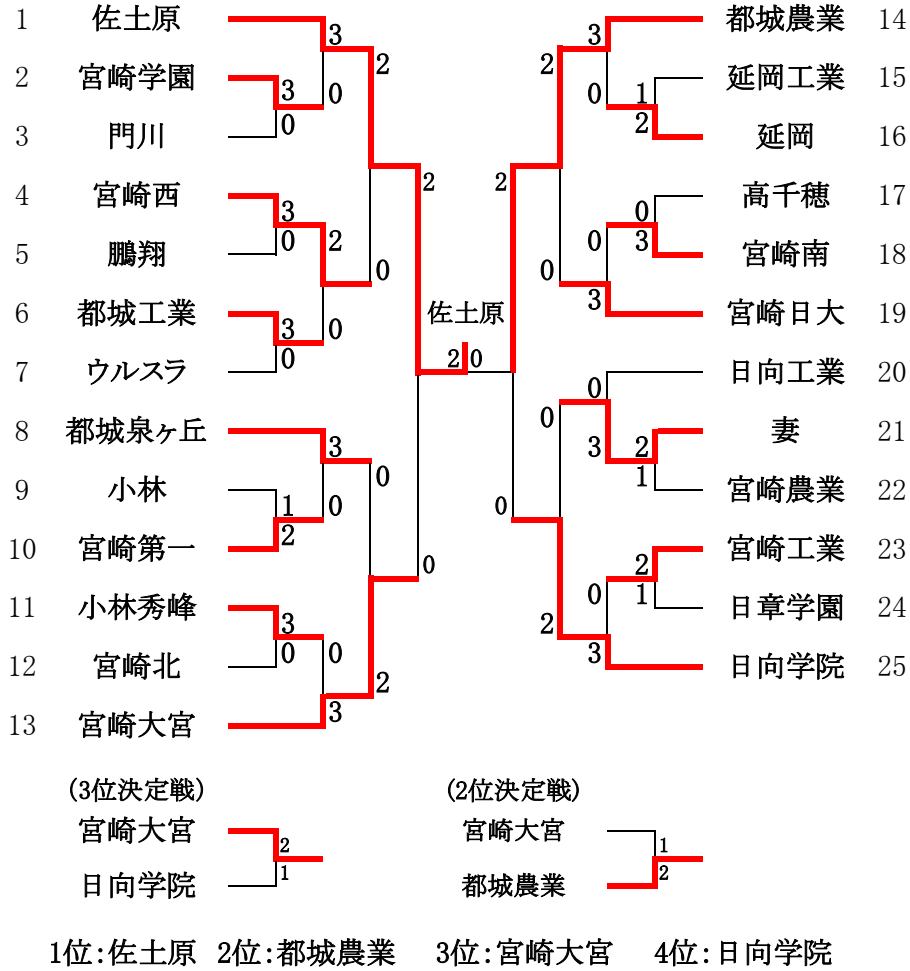 1 佐土原 3 2 3 都城農業 14
2 宮崎学園 3 0 2 0 1 延岡工業 15
3 門川 0 2 延岡 16
4 宮崎西 3 2 2 0 高千穂 17
5 鵬翔 0 2 0 0 3 宮崎南 18
6 都城工業 3 0 佐土原 3 宮崎日大 19
7 ウルスラ 0 2 0 0 日向工業 20
8 都城泉ヶ丘 3 0 0 3 2 妻 21
9 小林 1 0 0 1 宮崎農業 22
10 宮崎第一 2 0 2 宮崎工業 23
11 小林秀峰 3 2 0 1 日章学園 24
12 宮崎北 0 0 2 3 日向学院 25
13 宮崎大宮 3
(3位決定戦) (2位決定戦)
宮崎大宮 2 宮崎大宮 1
日向学院 1 都城農業 2
1位:佐土原 2位:都城農業 3位:宮崎大宮 4位:日向学院